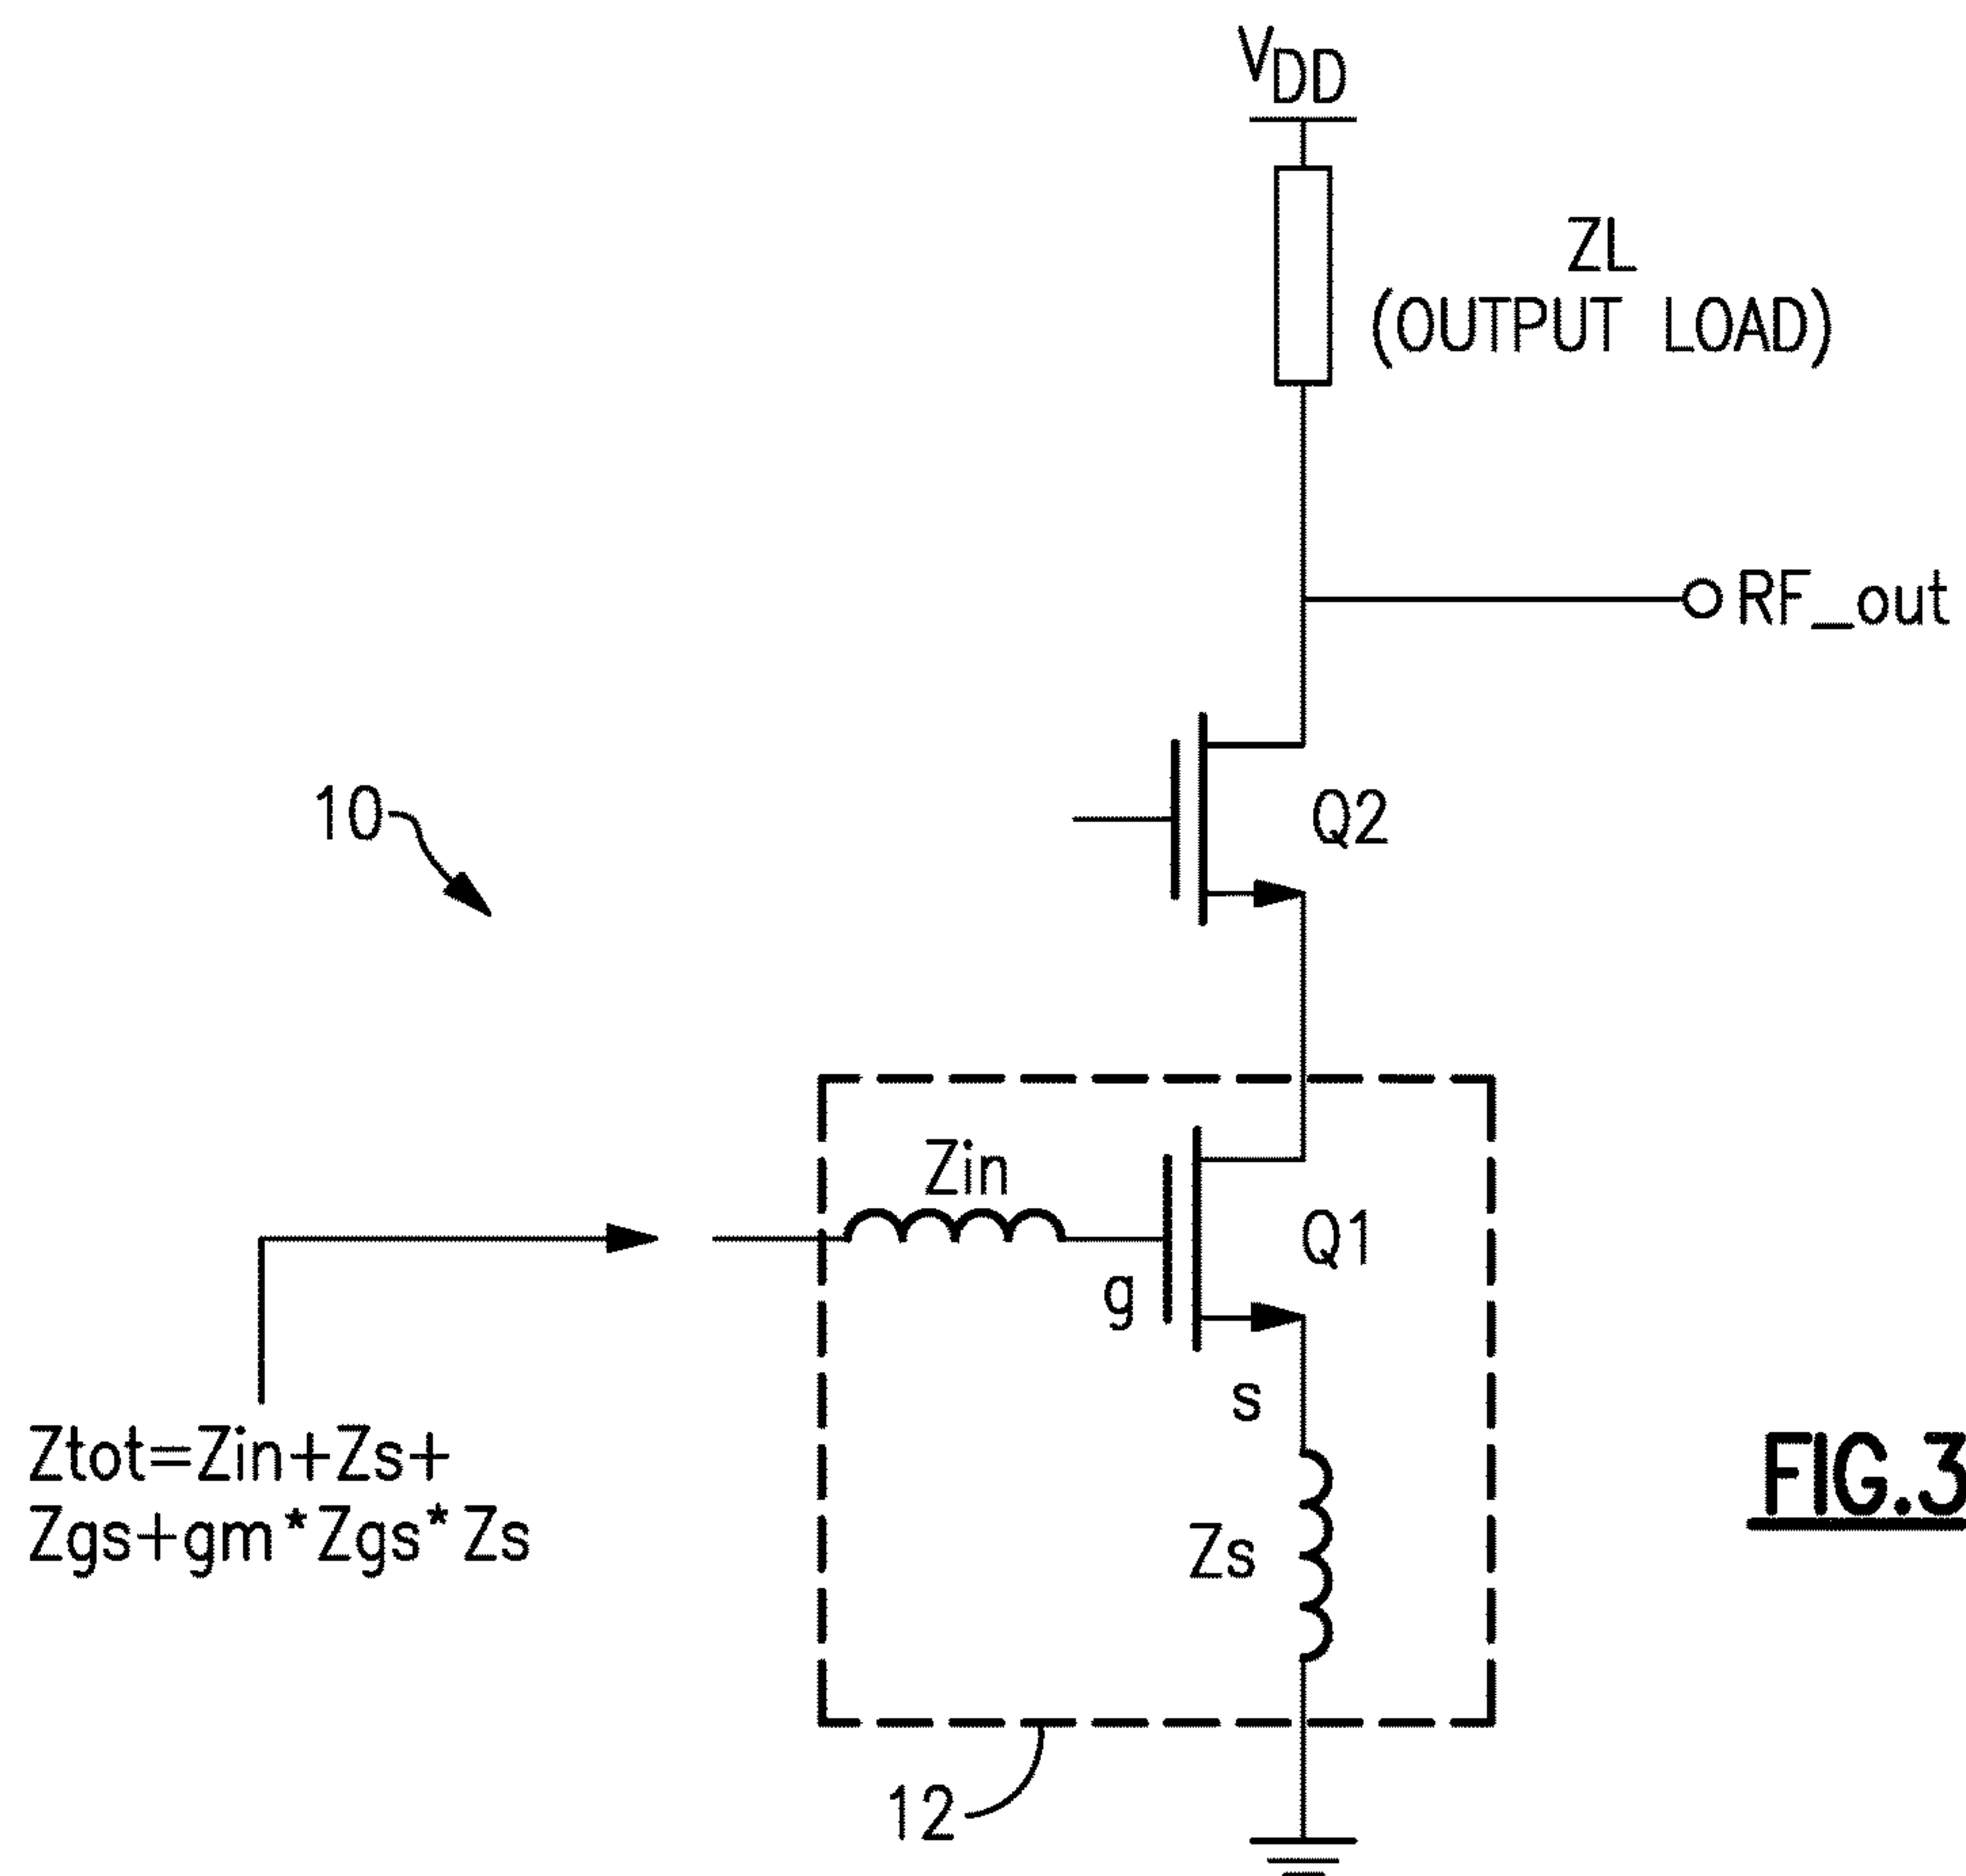 VDD
ZL
(OUTPUT LOAD)
RF_out
10
Q2
Zin
Q1
g
s
Ztot=Zin+Zs+
Zgs+gm*Zgs*Zs
Zs
FIG.3
12